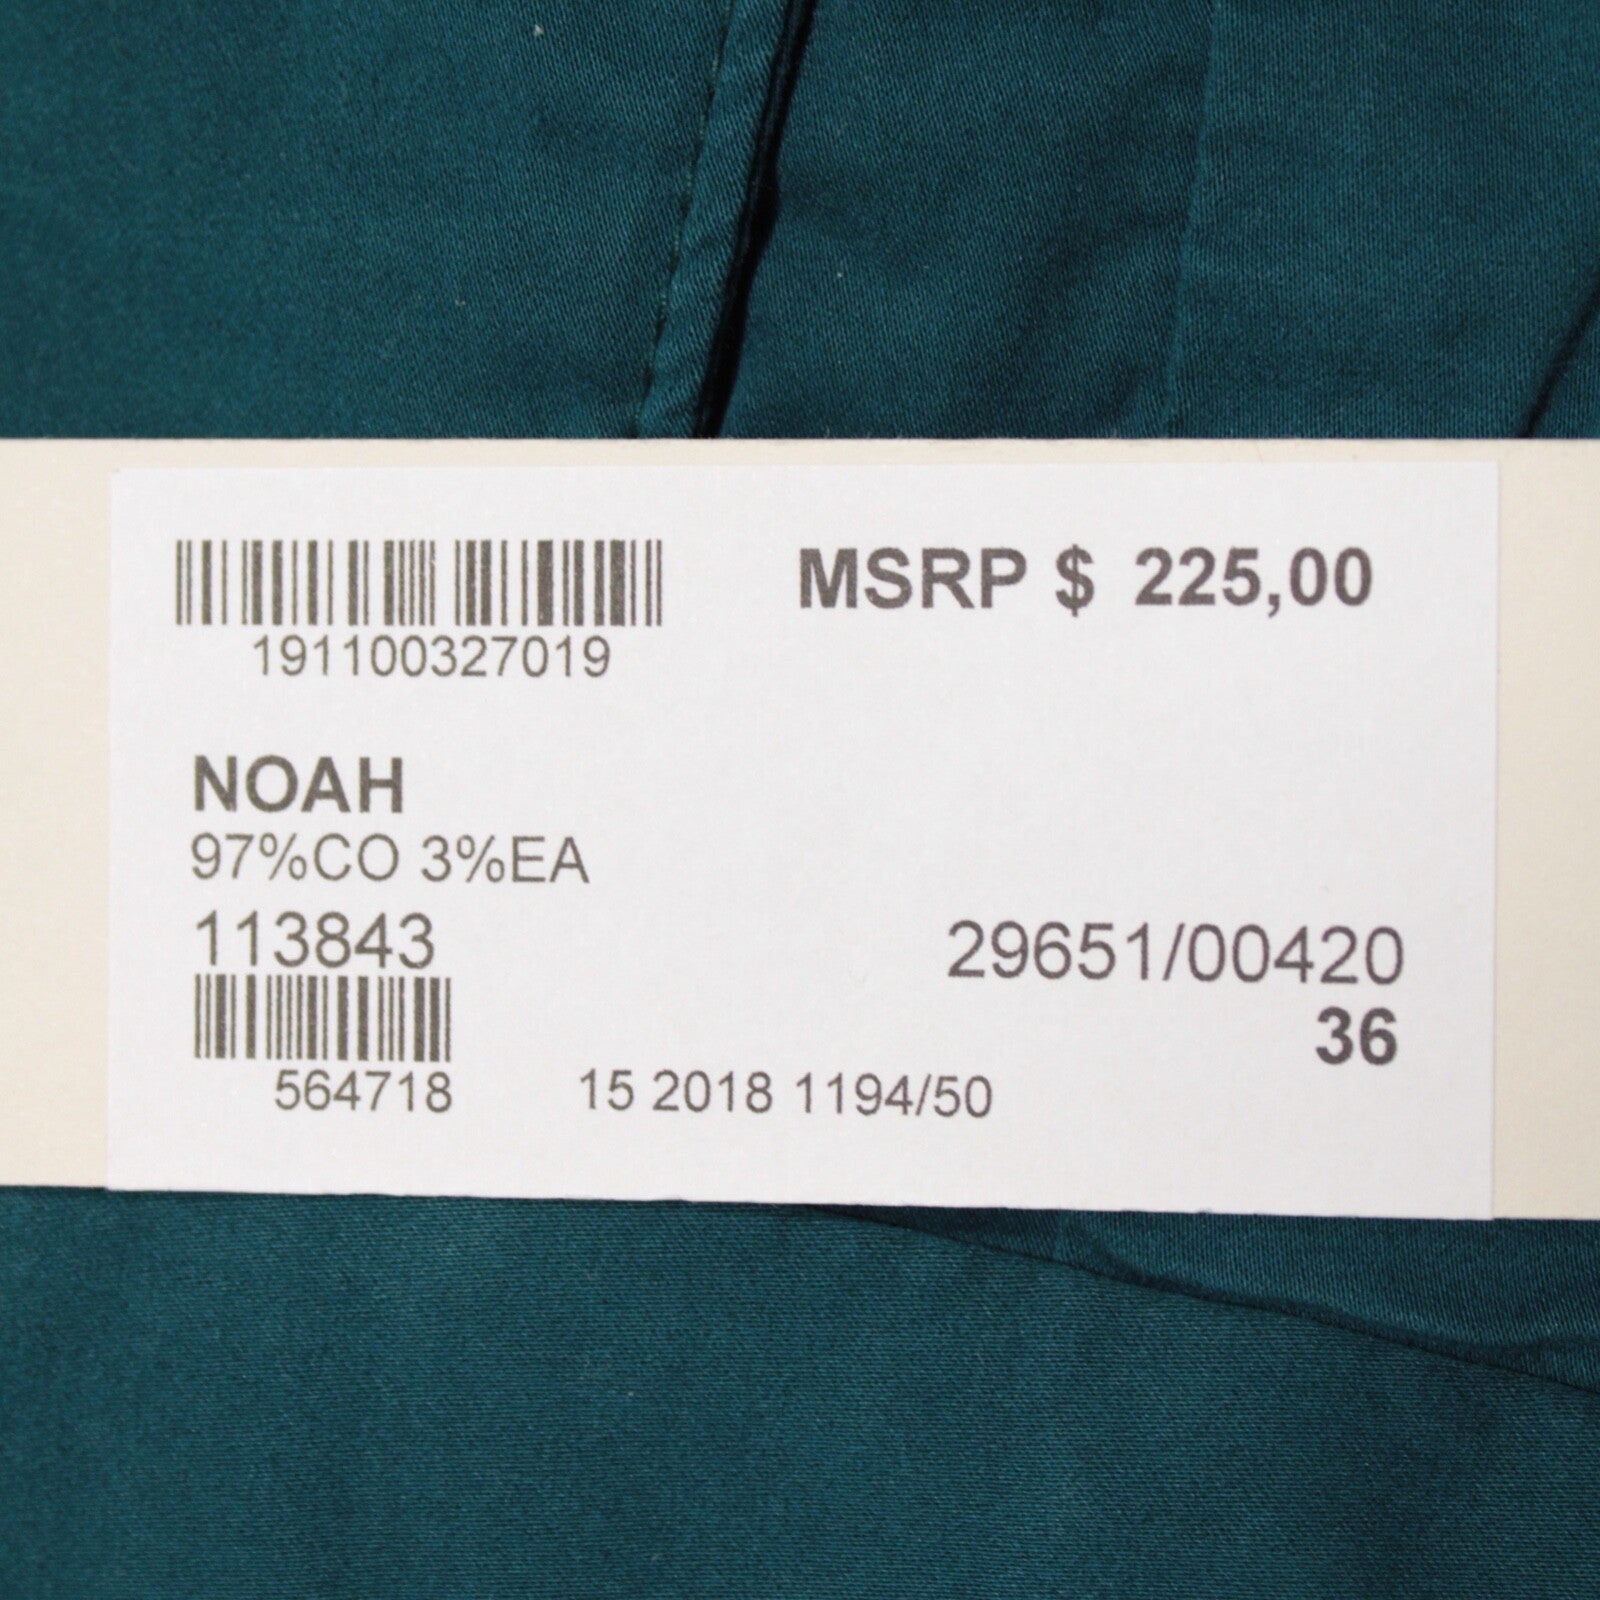 MSRP $ 225,00
191100327019
NOAH
97%CO 3%EA
113843
29651/00420
36
564718
15 2018 1194/50